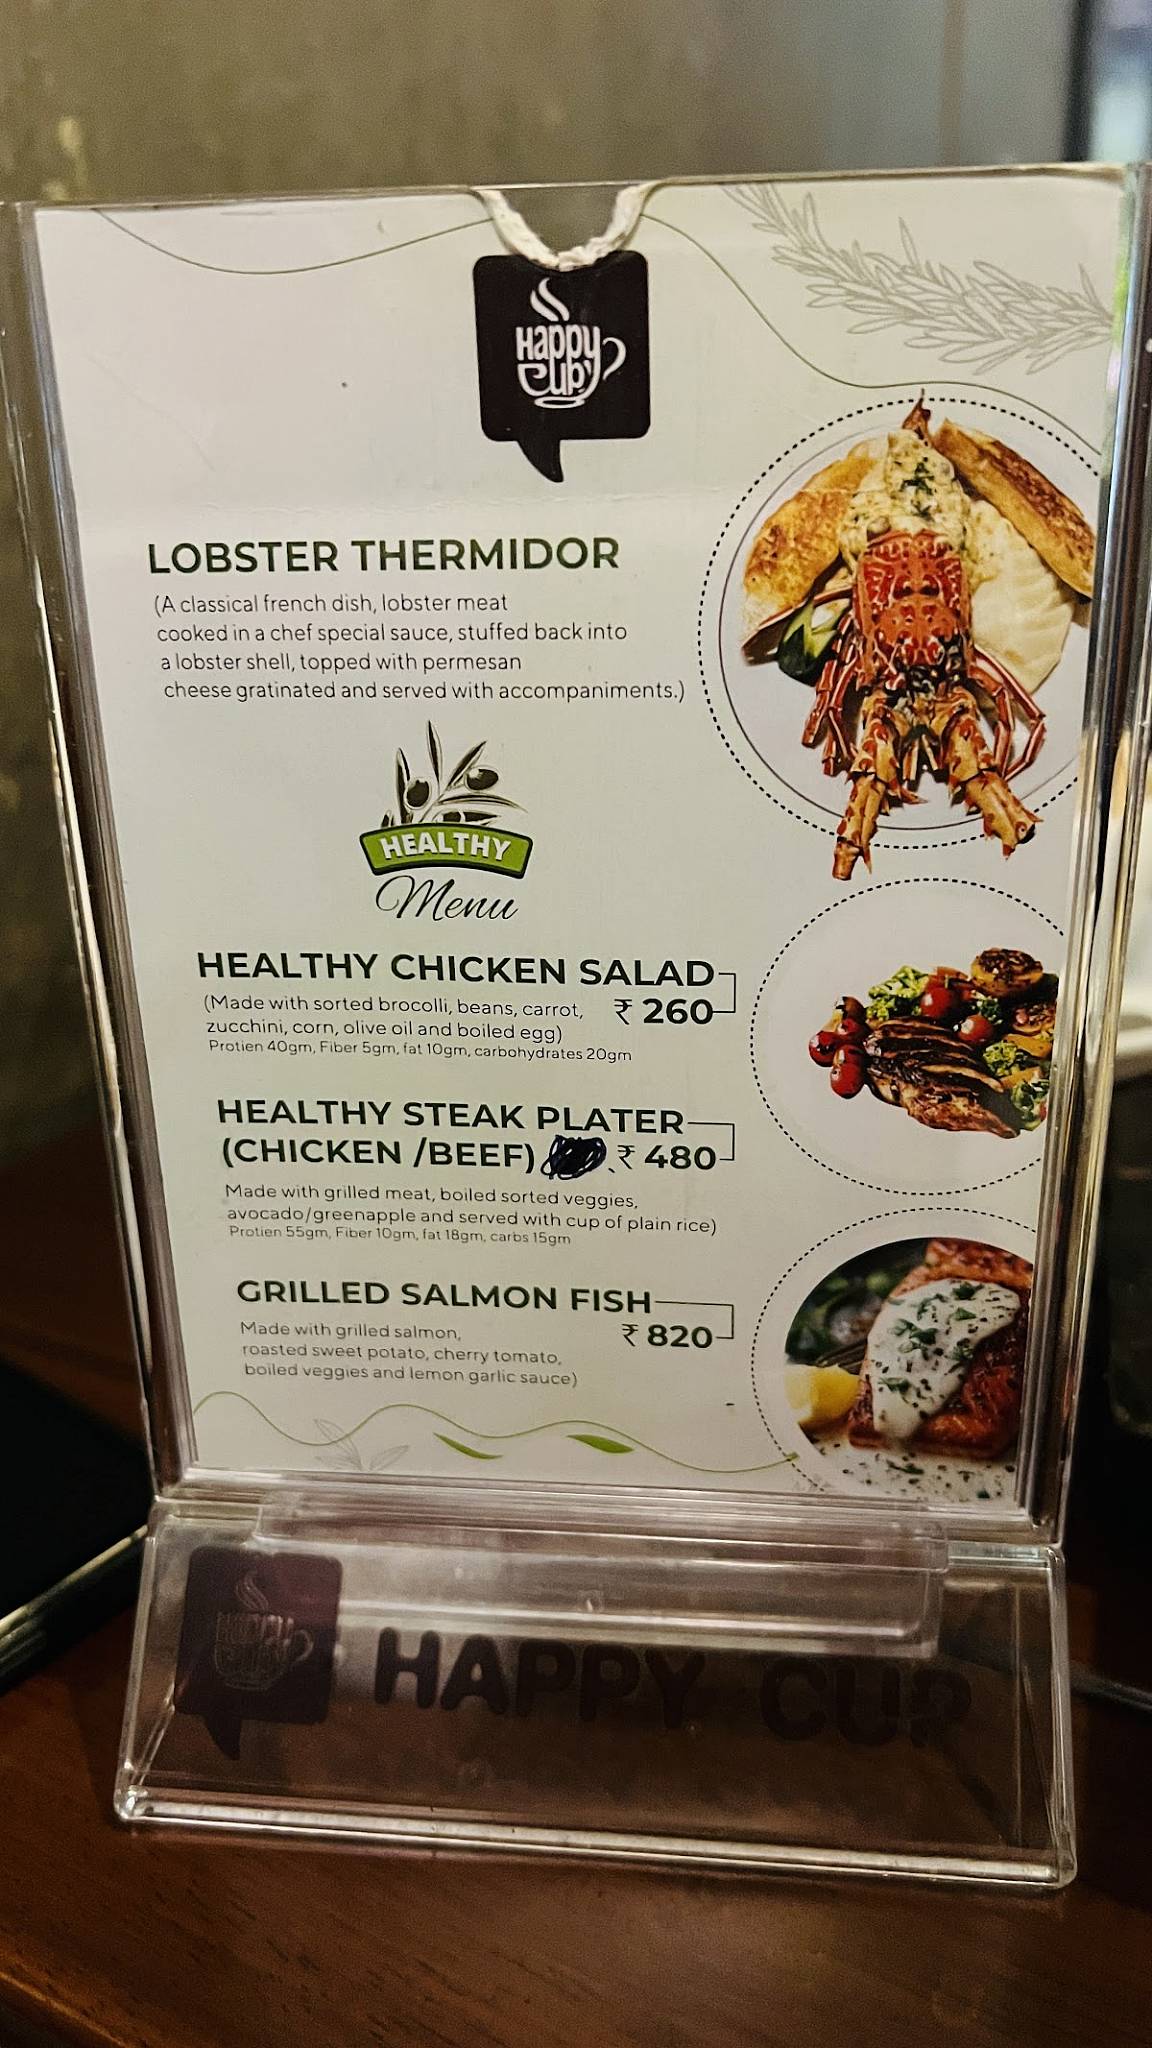 Happy
Cup
LOBSTER THERMIDOR
(A classical french dish, lobster meat
cooked in a chef special sauce, stuffed back into
a lobster shell, topped with permesan
cheese gratinated and served with accompaniments.)
HEALTHY
Menu
HEALTHY CHICKEN SALAD
(Made with sorted brocolli, beans, carrot, ₹ 260
zucchini, corn, olive oil and boiled egg)
Protien 40gm, Fiber 5gm, fat 10gm, carbohydrates 20gm
HEALTHY STEAK PLATER
(CHICKEN /BEEF) ₹ 480
Made with grilled meat, boiled sorted veggies,
avocado/greenapple and served with cup of plain rice)
Protien 55gm, Fiber 10gm, fat 18gm, carbs 15gm
GRILLED SALMON FISH
Made with grilled salmon, ₹ 820
roasted sweet potato, cherry tomato,
boiled veggies and lemon garlic sauce)
Happy
Cup
HAPPY CUP